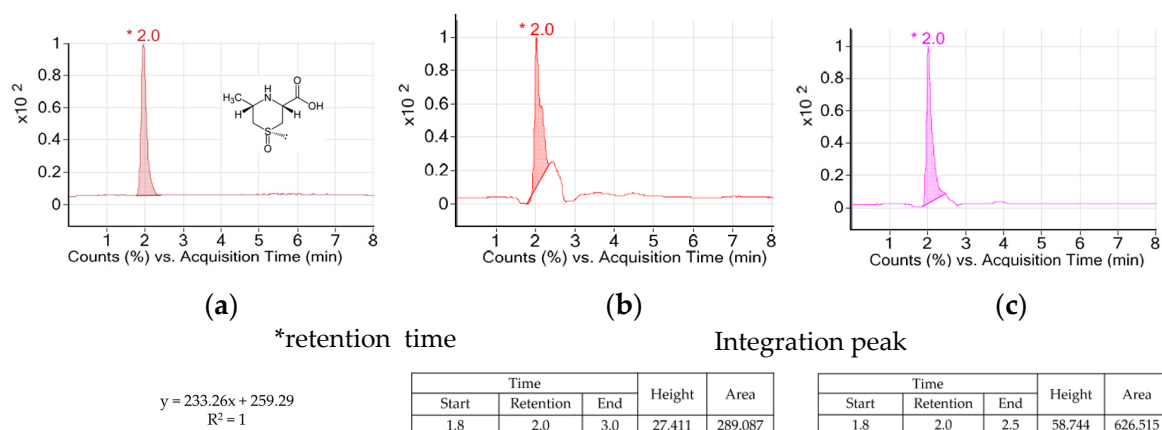 * 2.0
x10 2
1
0.8
0.6
0.4
0.2
0
H3C
H
N
O
OH
H
H
S
O
1 2 3 4 5 6 7 8
Counts (%) vs. Acquisition Time (min)
(a)
* 2.0
x10 2
1
0.8
0.6
0.4
0.2
0
1 2 3 4 5 6 7 8
Counts (%) vs. Acquisition Time (min)
(b)
* 2.0
x10 2
1
0.8
0.6
0.4
0.2
0
1 2 3 4 5 6 7 8
Counts (%) vs. Acquisition Time (min)
(c)
*retention time
Integration peak
y = 233.26x + 259.29
R² = 1
Time Height Area
Start Retention End
1.8 2.0 3.0 27.411 289.087
Time Height Area
Start Retention End
1.8 2.0 2.5 58.744 626.515